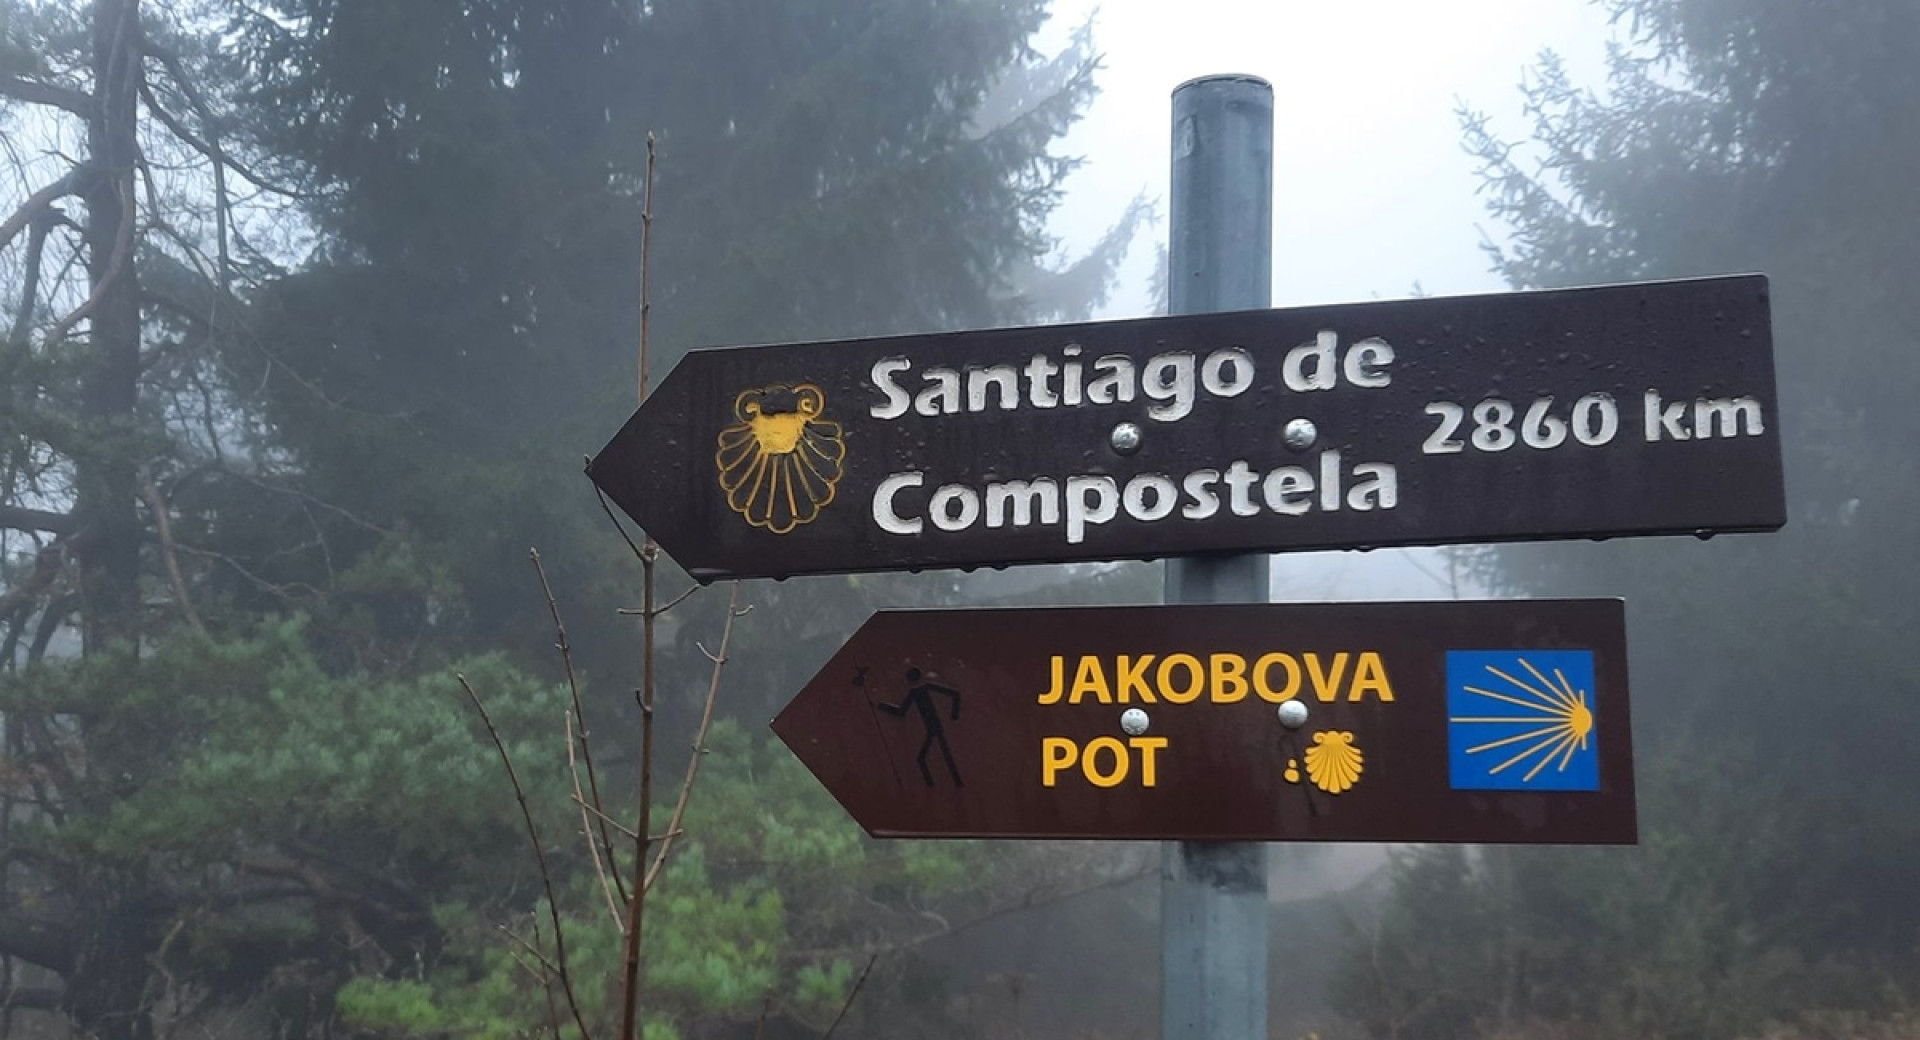 Santiago de
Compostela
2860 km
JAKOBOVA
POT